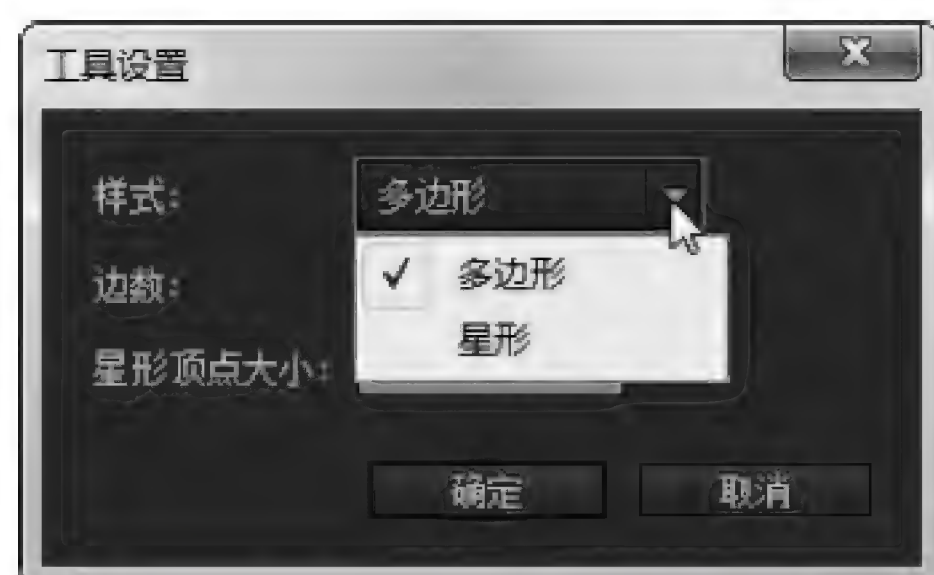 工具设置
样式: 多边形
多边形
边数:
星形
星形顶点大小:
确定 取消